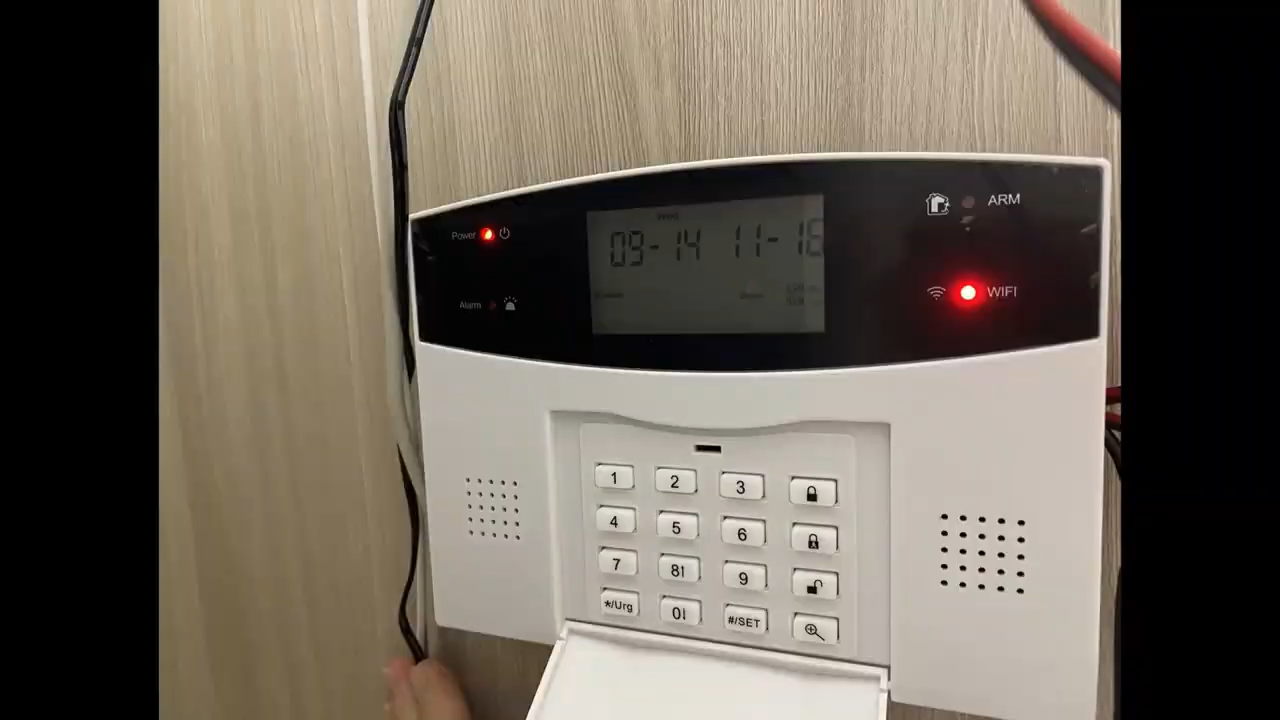 ARM
Power
09-14 11-16
WIFI
Alarm
1 2 3
4 5 6
7 8↑ 9
*/Urg 0↓ #/SET